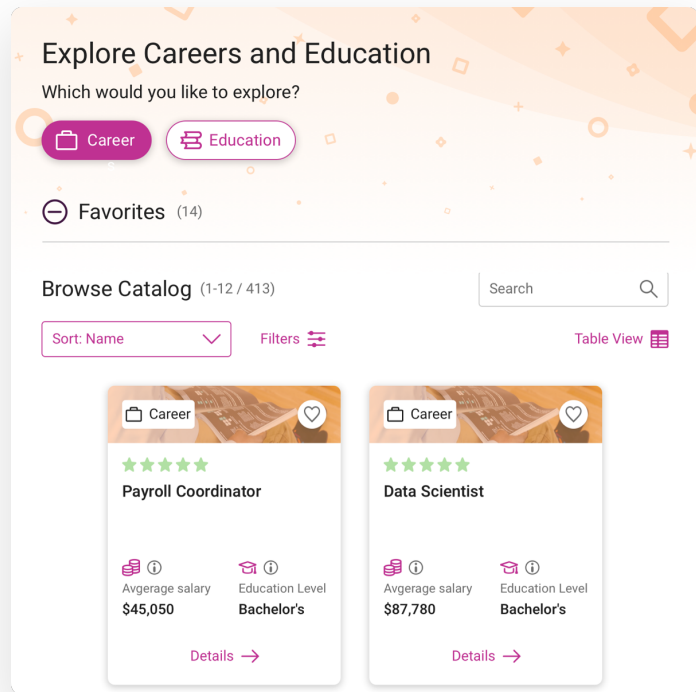 Explore Careers and Education
Which would you like to explore?
Career
Education
Favorites (14)
Browse Catalog (1-12 / 413)
Search
Sort: Name
Filters
Table View
Career
Career
Payroll Coordinator
Data Scientist
Avgerage salary
Education Level
Avgerage salary
Education Level
$45,050
Bachelor's
$87,780
Bachelor's
Details
Details